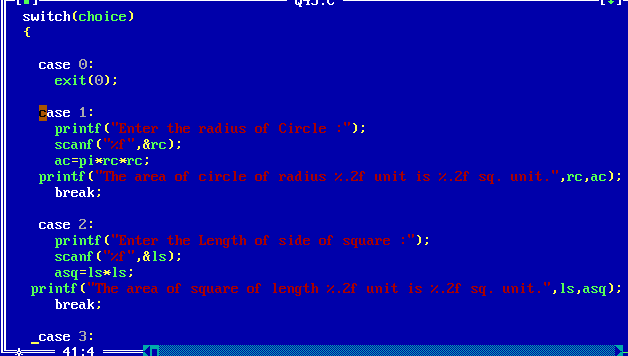 switch(choice)
{
case 0:
exit(0);
case 1:
printf("Enter the radius of Circle :");
scanf("%f",&rc);
ac=pi*rc*rc;
printf("The area of circle of radius %.2f unit is %.2f sq. unit.",rc,ac);
break;
case 2:
printf("Enter the Length of side of square :");
scanf("%f",&ls);
asq=ls*ls;
printf("The area of square of length %.2f unit is %.2f sq. unit.",ls,asq);
break;
_case 3:
41:4